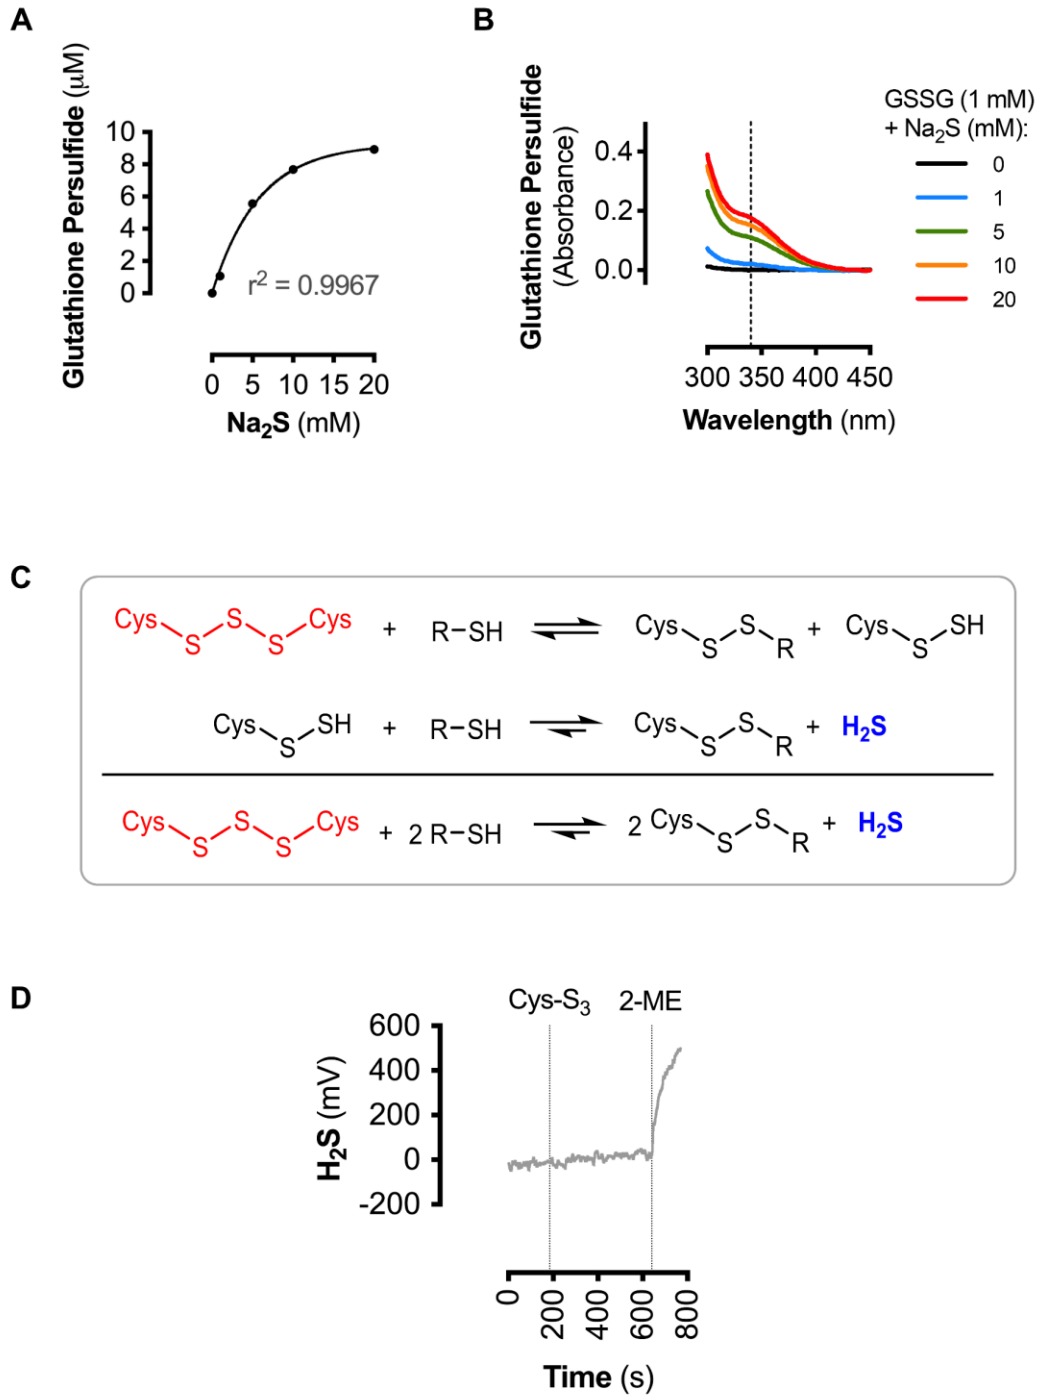 A
Glutathione Persulfide (μM)
10
8
6
4
2
0
r² = 0.9967
0 5 10 15 20
Na₂S (mM)
B
Glutathione Persulfide
(Absorbance)
0.4
0.2
0.0
300 350 400 450
Wavelength (nm)
GSSG (1 mM)
+ Na₂S (mM):
0
1
5
10
20
C
Cys S S S Cys + R–SH Cys S S R + Cys S SH
Cys S SH + R–SH Cys S S R + H₂S
Cys S S S Cys + 2 R–SH 2 Cys S S R + H₂S
D
Cys-S₃ 2-ME
H₂S (mV)
600
400
200
0
-200
0 200 400 600 800
Time (s)